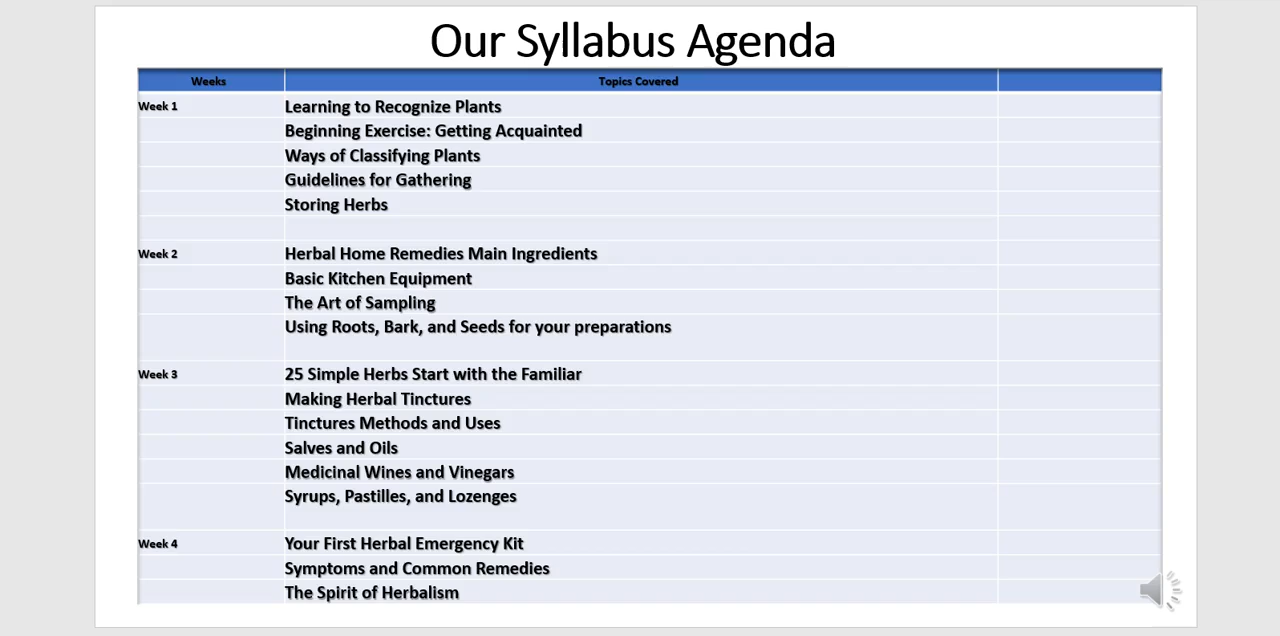 Our Syllabus Agenda
Weeks Topics Covered
Week 1 Learning to Recognize Plants
Beginning Exercise: Getting Acquainted
Ways of Classifying Plants
Guidelines for Gathering
Storing Herbs
Week 2 Herbal Home Remedies Main Ingredients
Basic Kitchen Equipment
The Art of Sampling
Using Roots, Bark, and Seeds for your preparations
Week 3 25 Simple Herbs Start with the Familiar
Making Herbal Tinctures
Tinctures Methods and Uses
Salves and Oils
Medicinal Wines and Vinegars
Syrups, Pastilles, and Lozenges
Week 4 Your First Herbal Emergency Kit
Symptoms and Common Remedies
The Spirit of Herbalism